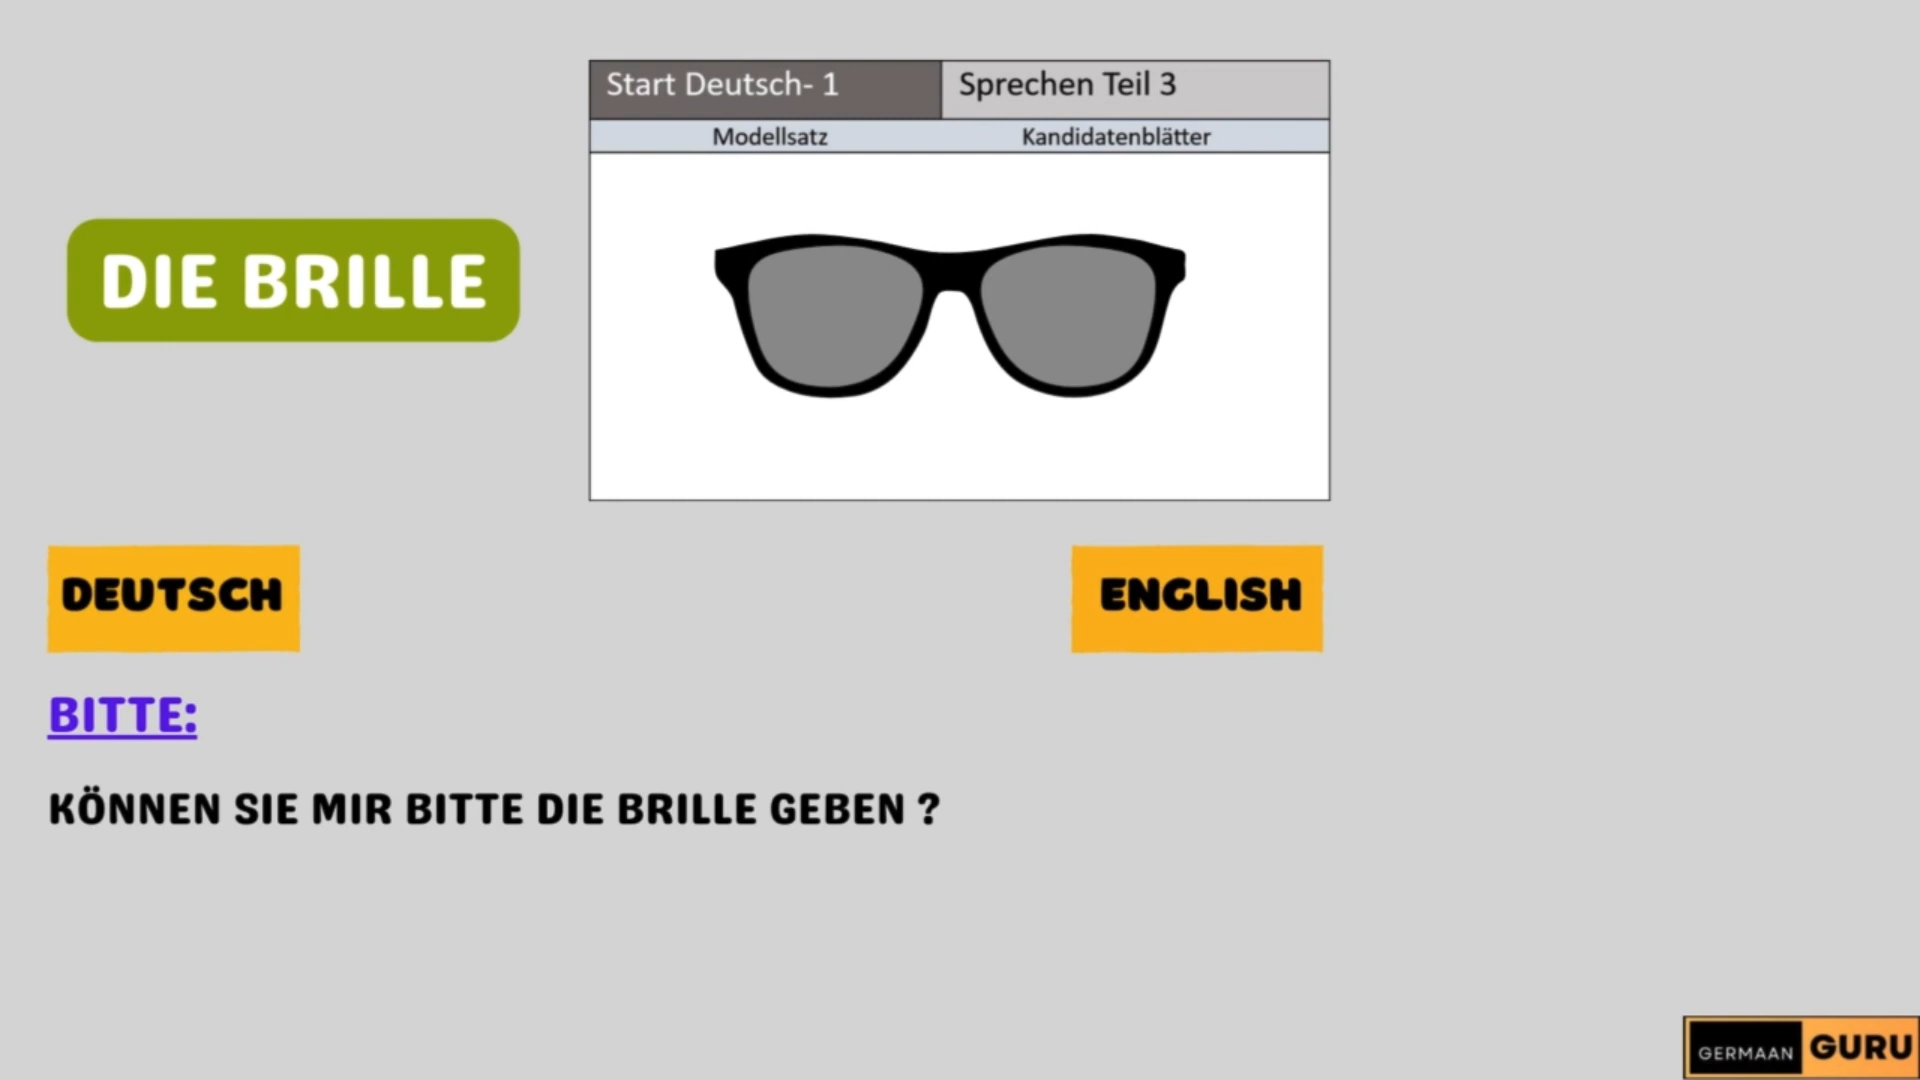 Start Deutsch- 1
Sprechen Teil 3
Modellsatz
Kandidatenblätter
DIE BRILLE
DEUTSCH
ENGLISH
BITTE:
KÖNNEN SIE MIR BITTE DIE BRILLE GEBEN ?
GERMAAN GURU